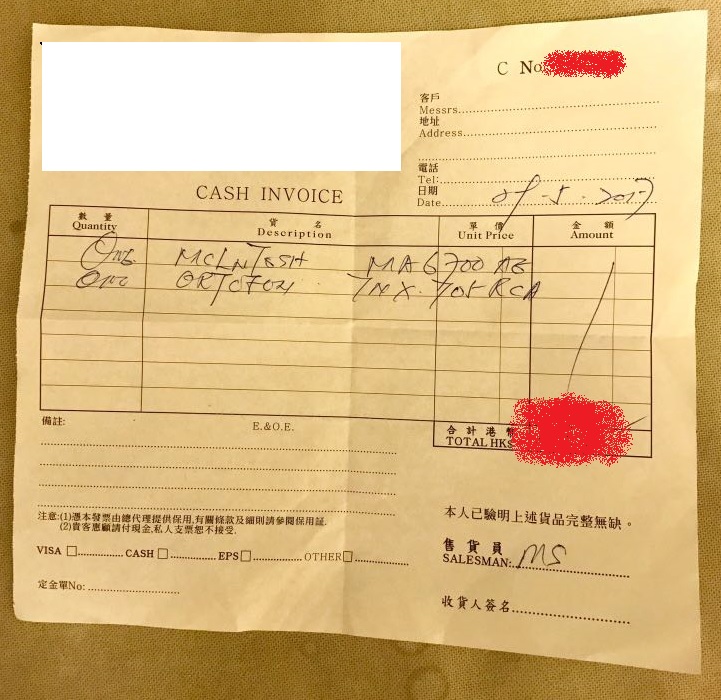 C No.
客戶
Messrs.
地址
Address
電話
Tel:
日期
Date -5-2017
CASH INVOICE
數量 貨名 單價 金額
Quantity Description Unit Price Amount
One MCINTOSH MA6700 AE
One ORTOFON 705 RCA
備註: E.&O.E.
合計港幣
TOTAL HK$
注意:(1)憑本發票由總代理提供保用,有關條款及細則請參閱保用証.
(2)貴客惠顧請付現金,私人支票恕不接受.
本人已驗明上述貨品完整無缺。
VISA CASH EPS OTHER
售貨員
SALESMAN: MS
定金單No:
收貨人簽名